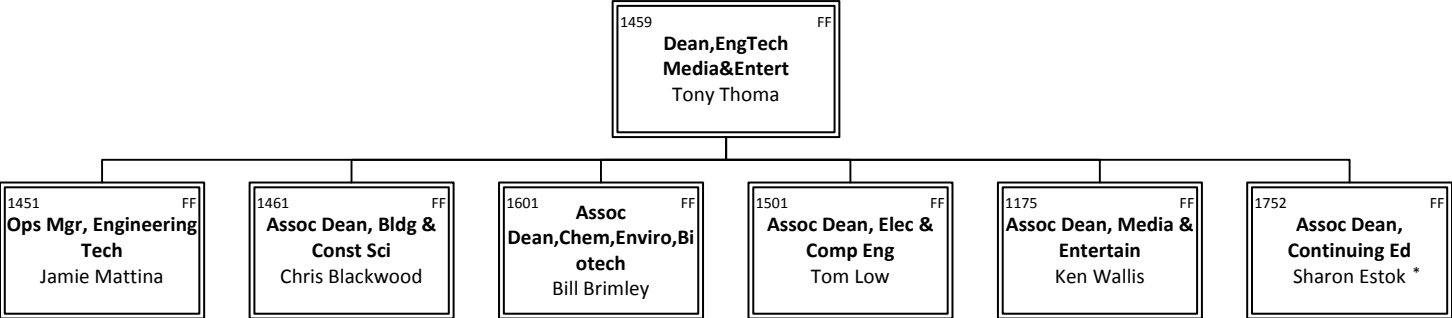 1459 FF
Dean,EngTech
Media&Entert
Tony Thoma
1451 FF
Ops Mgr, Engineering
Tech
Jamie Mattina
1461 FF
Assoc Dean, Bldg &
Const Sci
Chris Blackwood
1601 FF
Assoc
Dean,Chem,Enviro,Bi
otech
Bill Brimley
1501 FF
Assoc Dean, Elec &
Comp Eng
Tom Low
1175 FF
Assoc Dean, Media &
Entertain
Ken Wallis
1752 FF
Assoc Dean,
Continuing Ed
Sharon Estok *